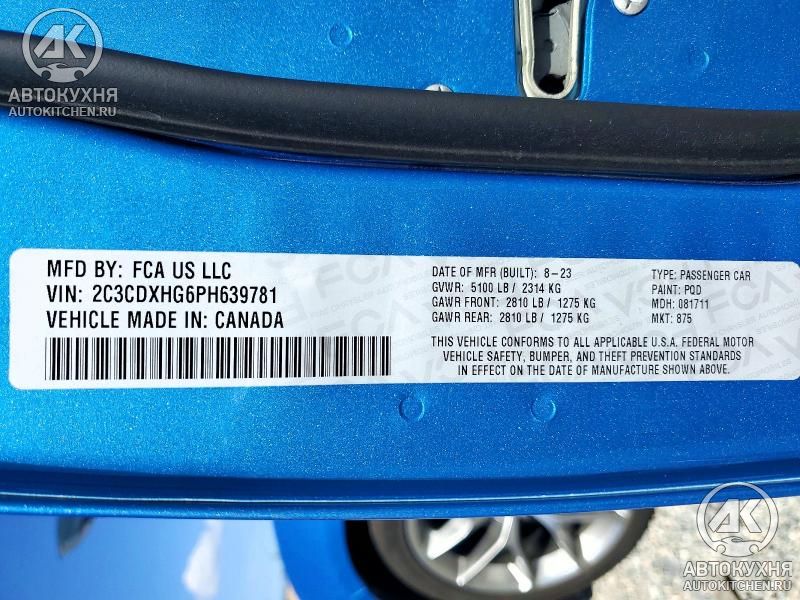 АК
АВТОКУХНЯ
AUTOKITCHEN.RU
MFD BY: FCA US LLC
VIN: 2C3CDXHG6PH639781
VEHICLE MADE IN: CANADA
DATE OF MFR (BUILT): 8-23
GVWR: 5100 LB / 2314 KG
GAWR FRONT: 2810 LB / 1275 KG
GAWR REAR: 2810 LB / 1275 KG
TYPE: PASSENGER CAR
PAINT: PQD
MDH: 081711
MKT: 875
THIS VEHICLE CONFORMS TO ALL APPLICABLE U.S.A. FEDERAL MOTOR
VEHICLE SAFETY, BUMPER, AND THEFT PREVENTION STANDARDS
IN EFFECT ON THE DATE OF MANUFACTURE SHOWN ABOVE.
АК
АВТОКУХНЯ
AUTOKITCHEN.RU